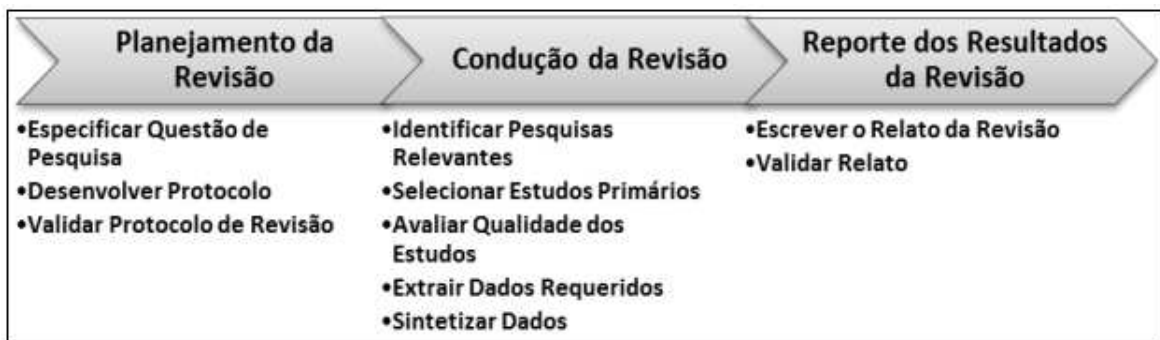 Planejamento da
Revisão
•Especificar Questão de
Pesquisa
•Desenvolver Protocolo
•Validar Protocolo de Revisão
Condução da Revisão
•Identificar Pesquisas
Relevantes
•Selecionar Estudos Primários
•Avaliar Qualidade dos
Estudos
•Extrair Dados Requeridos
•Sintetizar Dados
Reporte dos Resultados
da Revisão
•Escrever o Relato da Revisão
•Validar Relato